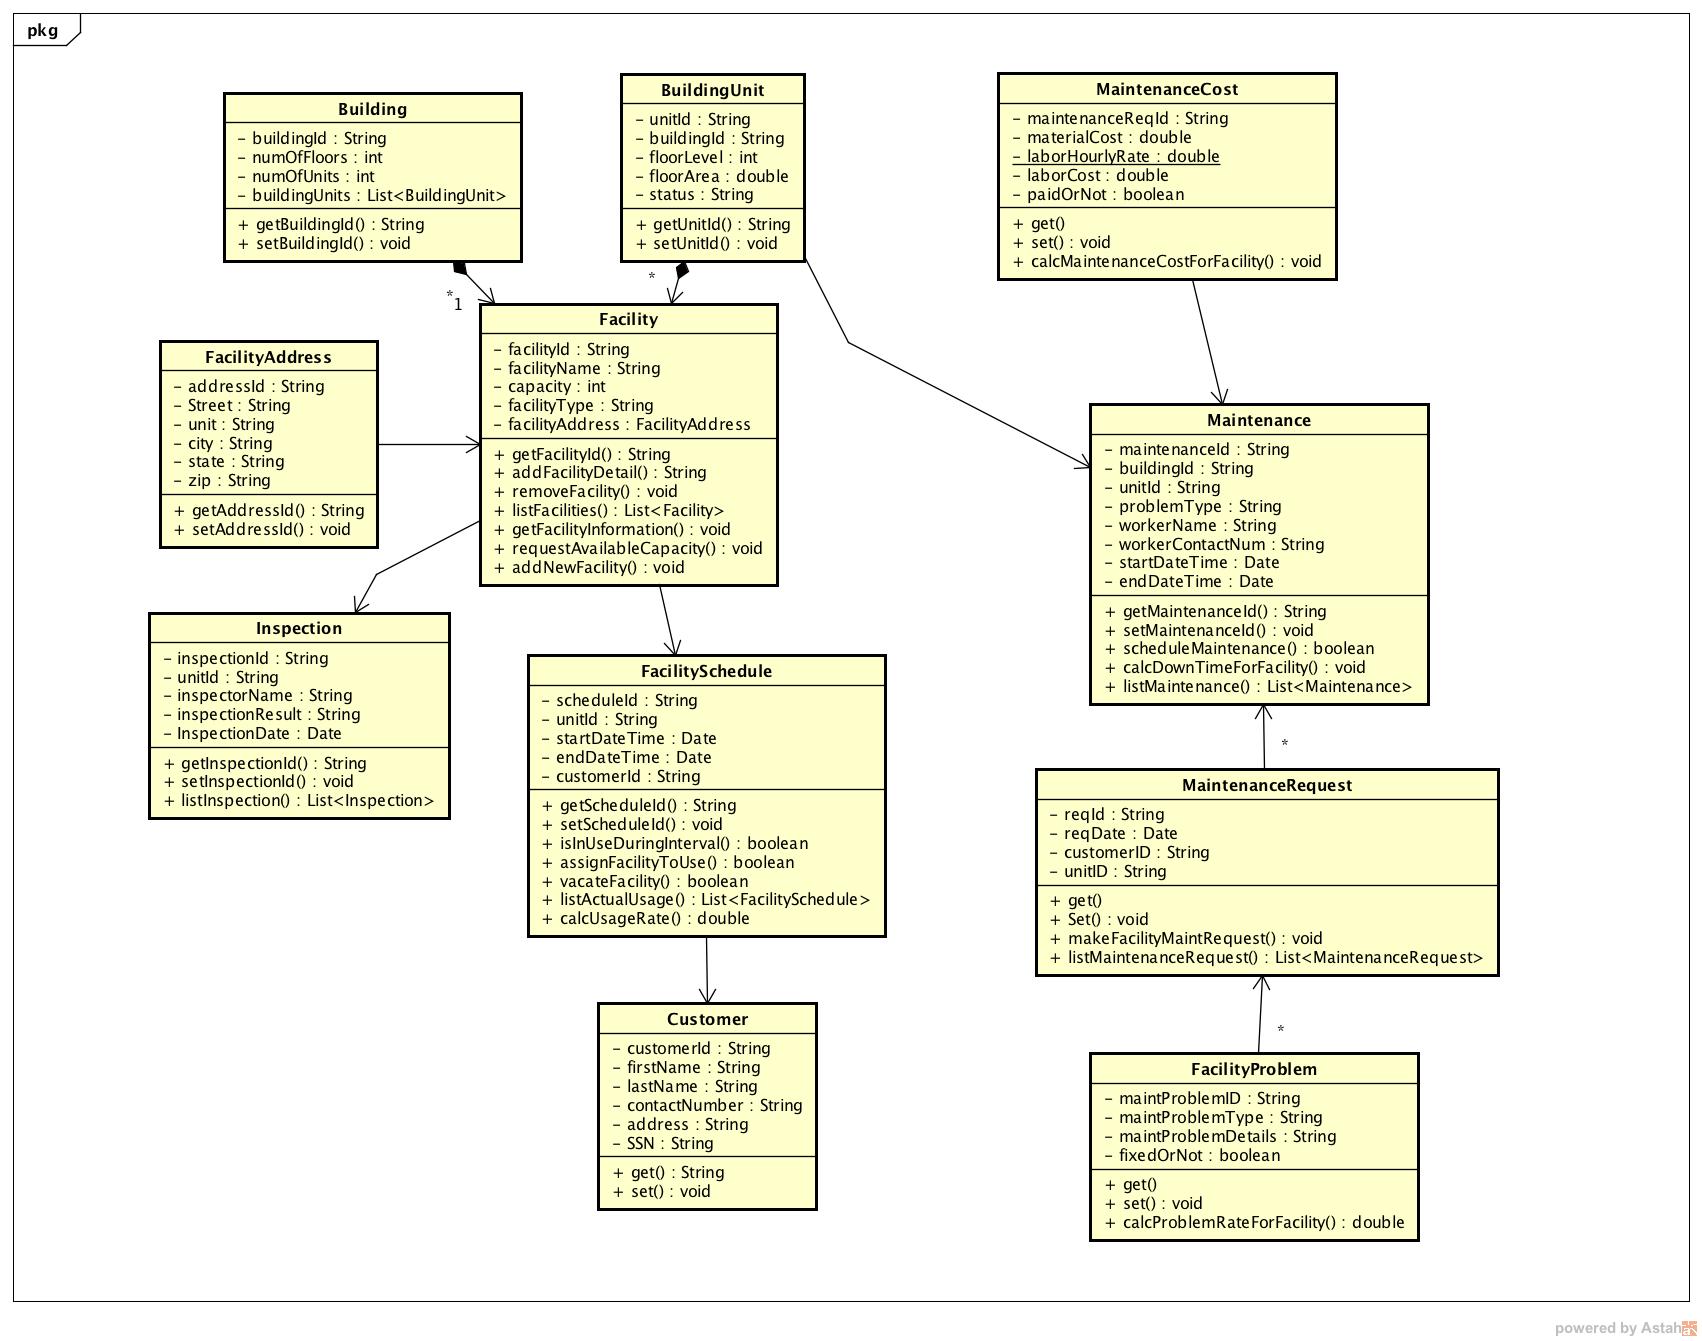 pkg
Building
- buildingId : String
- numOfFloors : int
- numOfUnits : int
- buildingUnits : List<BuildingUnit>
+ getBuildingId() : String
+ setBuildingId() : void
BuildingUnit
- unitId : String
- buildingId : String
- floorLevel : int
- floorArea : double
- status : String
+ getUnitId() : String
+ setUnitId() : void
MaintenanceCost
- maintenanceReqId : String
- materialCost : double
- laborHourlyRate : double
- laborCost : double
- paidOrNot : boolean
+ get()
+ set() : void
+ calcMaintenanceCostForFacility() : void
*
1
*
Facility
- facilityId : String
- facilityName : String
- capacity : int
- facilityType : String
- facilityAddress : FacilityAddress
+ getFacilityId() : String
+ addFacilityDetail() : String
+ removeFacility() : void
+ listFacilities() : List<Facility>
+ getFacilityInformation() : void
+ requestAvailableCapacity() : void
+ addNewFacility() : void
FacilityAddress
- addressId : String
- Street : String
- unit : String
- city : String
- state : String
- zip : String
+ getAddressId() : String
+ setAddressId() : void
Maintenance
- maintenanceId : String
- buildingId : String
- unitId : String
- problemType : String
- workerName : String
- workerContactNum : String
- startDateTime : Date
- endDateTime : Date
+ getMaintenanceId() : String
+ setMaintenanceId() : void
+ scheduleMaintenance() : boolean
+ calcDownTimeForFacility() : void
+ listMaintenance() : List<Maintenance>
Inspection
- inspectionId : String
- unitId : String
- inspectorName : String
- inspectionResult : String
- InspectionDate : Date
+ getInspectionId() : String
+ setInspectionId() : void
+ listInspection() : List<Inspection>
FacilitySchedule
- scheduleId : String
- unitId : String
- startDateTime : Date
- endDateTime : Date
- customerId : String
+ getScheduleId() : String
+ setScheduleId() : void
+ isInUseDuringInterval() : boolean
+ assignFacilityToUse() : boolean
+ vacateFacility() : boolean
+ listActualUsage() : List<FacilitySchedule>
+ calcUsageRate() : double
*
MaintenanceRequest
- reqId : String
- reqDate : Date
- customerID : String
- unitID : String
+ get()
+ Set() : void
+ makeFacilityMaintRequest() : void
+ listMaintenanceRequest() : List<MaintenanceRequest>
Customer
- customerId : String
- firstName : String
- lastName : String
- contactNumber : String
- address : String
- SSN : String
+ get() : String
+ set() : void
*
FacilityProblem
- maintProblemID : String
- maintProblemType : String
- maintProblemDetails : String
- fixedOrNot : boolean
+ get()
+ set() : void
+ calcProblemRateForFacility() : double
powered by Astah